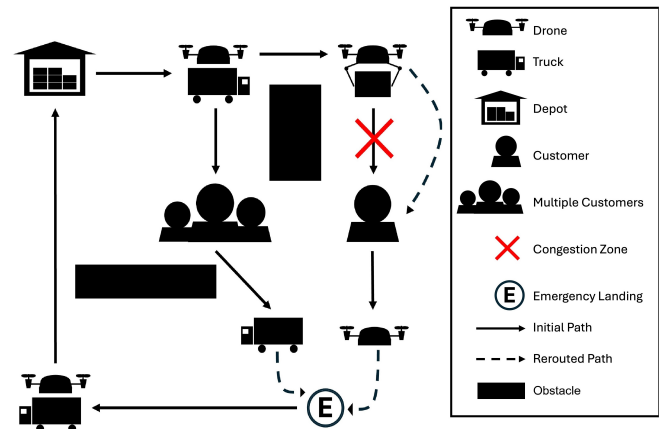 Drone
Truck
Depot
Customer
Multiple Customers
Congestion Zone
E Emergency Landing
Initial Path
Rerouted Path
Obstacle
E